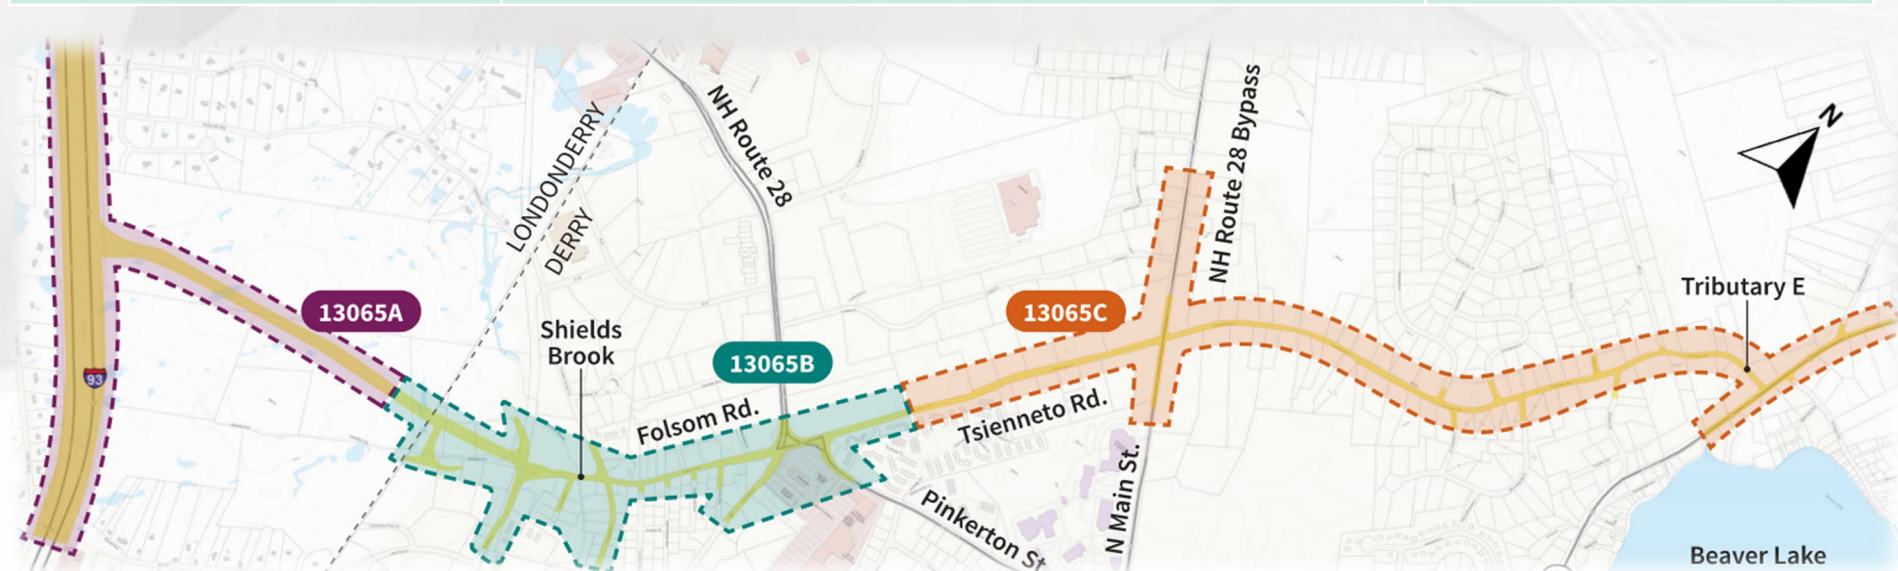 N
NH Route 28
NH Route 28 Bypass
LONDONDERRY
DERRY
Tributary E
13065A
13065C
Shields
Brook
13065B
93
Folsom Rd.
Tsienneto Rd.
Pinkerton St
N Main St.
Beaver Lake